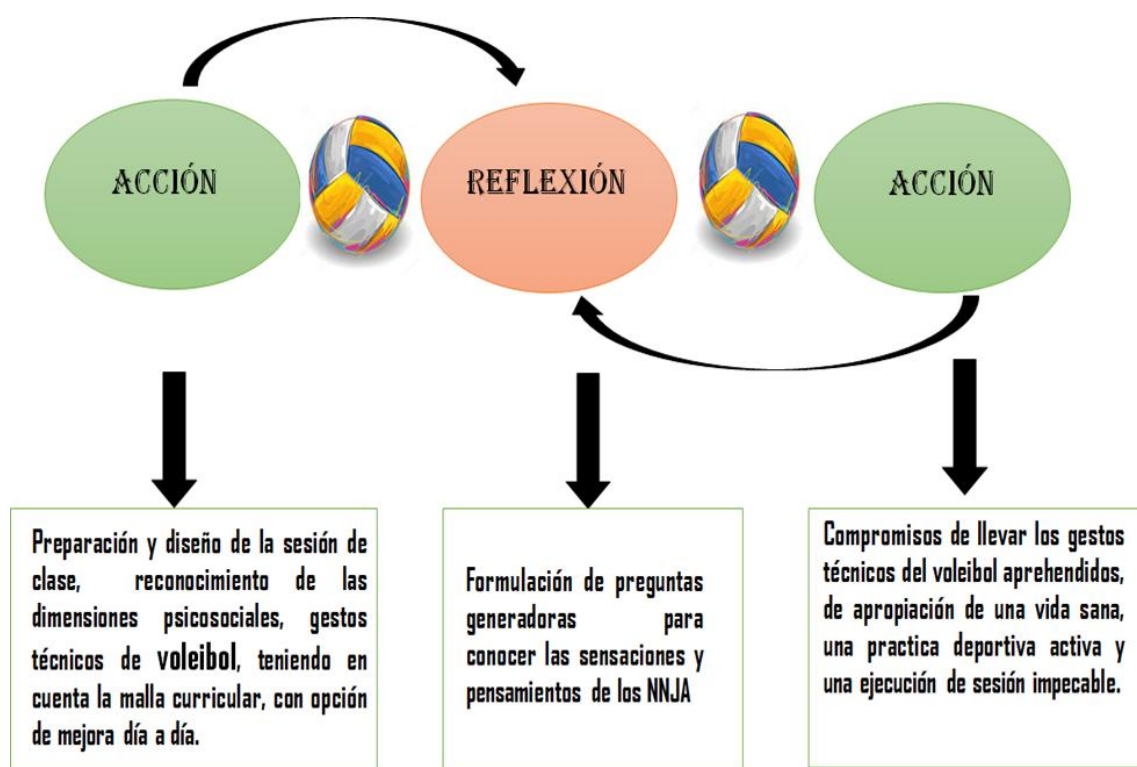 ACCIÓN
REFLEXIÓN
ACCIÓN
Preparación y diseño de la sesión de
clase, reconocimiento de las
dimensiones psicosociales, gestos
técnicos de voleibol, teniendo en
cuenta la malla curricular, con opción
de mejora día a día.
Formulación de preguntas
generadoras para
conocer las sensaciones y
pensamientos de los NNJA
Compromisos de llevar los gestos
técnicos del voleibol aprehendidos,
de apropiación de una vida sana,
una practica deportiva activa y
una ejecución de sesión impecable.